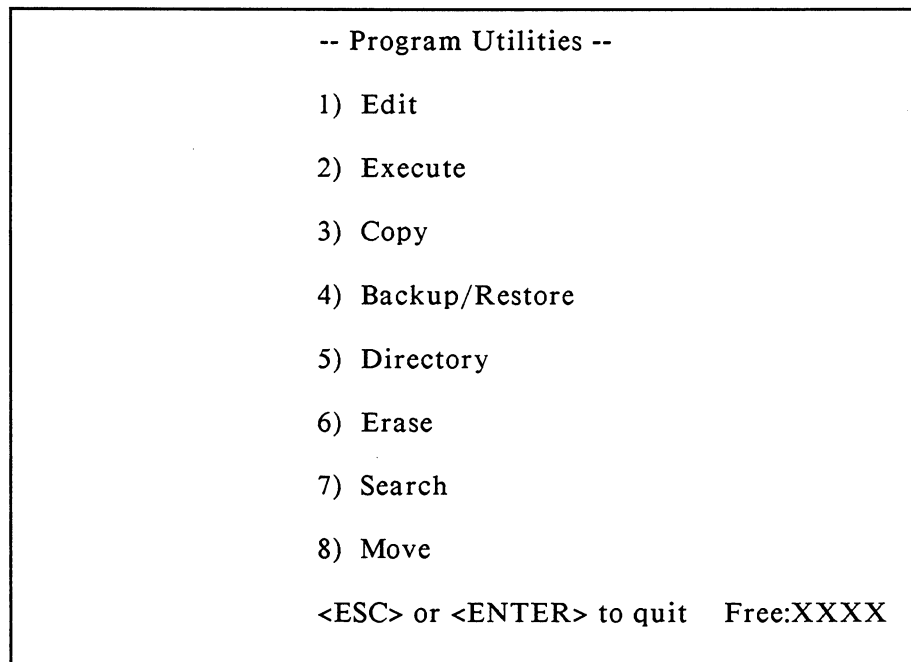 -- Program Utilities --
1) Edit
2) Execute
3) Copy
4) Backup/Restore
5) Directory
6) Erase
7) Search
8) Move
<ESC> or <ENTER> to quit Free:XXXX